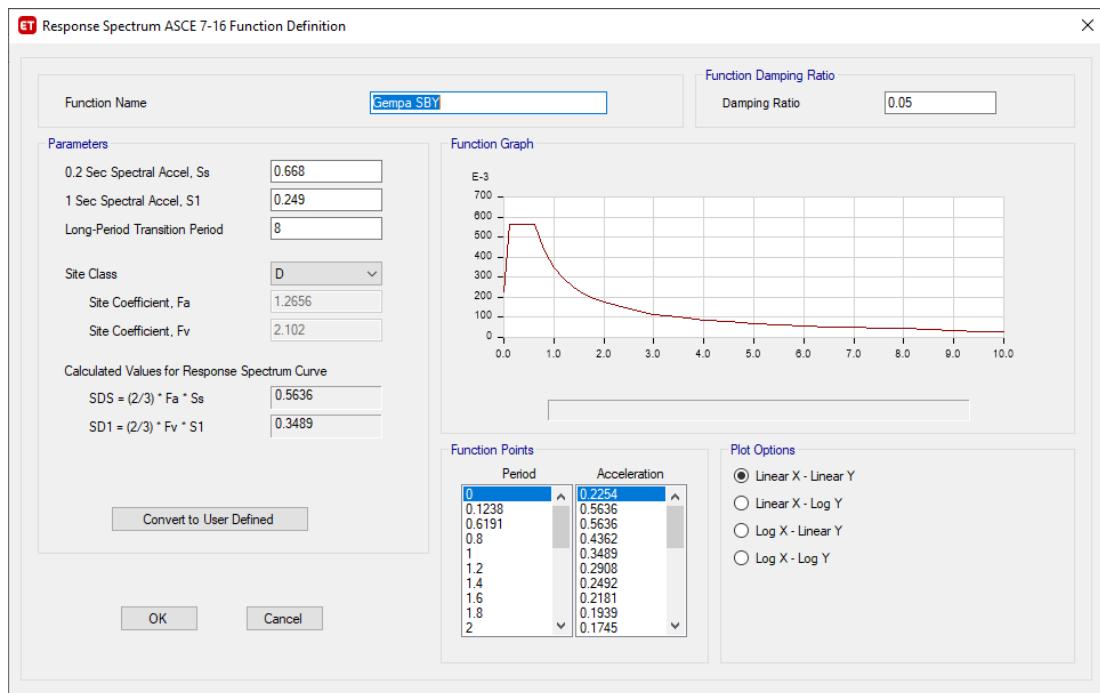 ET Response Spectrum ASCE 7-16 Function Definition
Function Name
Gempa SBY
Function Damping Ratio
Damping Ratio
0.05
Parameters
0.2 Sec Spectral Accel, Ss
0.668
1 Sec Spectral Accel, S1
0.249
Long-Period Transition Period
8
Site Class
D
Site Coefficient, Fa
1.2656
Site Coefficient, Fv
2.102
Calculated Values for Response Spectrum Curve
SDS = (2/3) * Fa * Ss
0.5636
SD1 = (2/3) * Fv * S1
0.3489
Convert to User Defined
OK
Cancel
Function Graph
E-3
700
600
500
400
300
200
100
0
0.0 1.0 2.0 3.0 4.0 5.0 6.0 7.0 8.0 9.0 10.0
Function Points
Period Acceleration
0 0.2254
0.1238 0.5636
0.6191 0.5636
0.8 0.4362
1 0.3489
1.2 0.2908
1.4 0.2492
1.6 0.2181
1.8 0.1939
2 0.1745
Plot Options
Linear X - Linear Y
Linear X - Log Y
Log X - Linear Y
Log X - Log Y